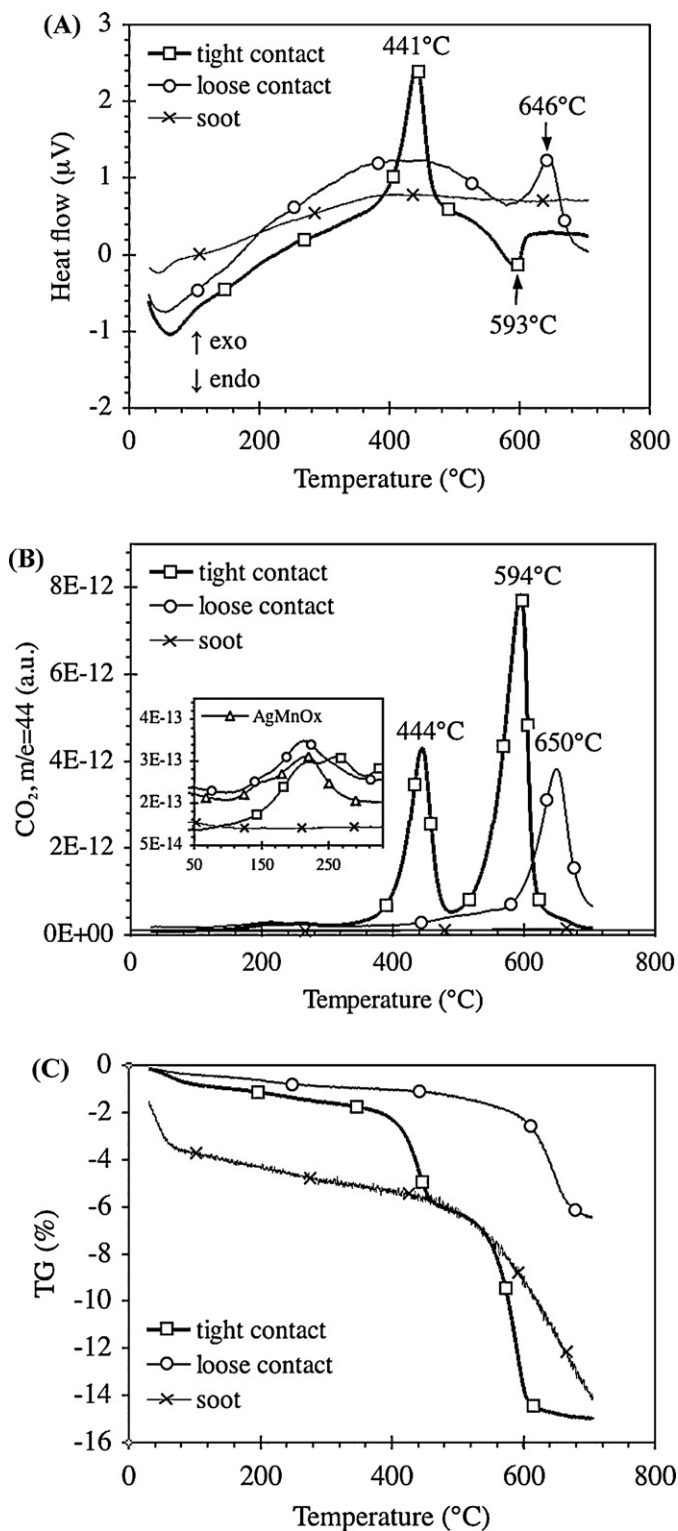 (A)
3
2
1
0
-1
-2
Heat flow (µV)
tight contact
loose contact
soot
441°C
646°C
593°C
↑ exo
↓ endo
0 200 400 600 800
Temperature (°C)
(B)
8E-12
6E-12
4E-12
2E-12
0E+00
CO₂, m/e=44 (a.u.)
tight contact
loose contact
soot
594°C
444°C
650°C
AgMnOx
4E-13
3E-13
2E-13
5E-14
50 150 250
0 200 400 600 800
Temperature (°C)
(C)
0
-2
-4
-6
-8
-10
-12
-14
-16
TG (%)
tight contact
loose contact
soot
0 200 400 600 800
Temperature (°C)